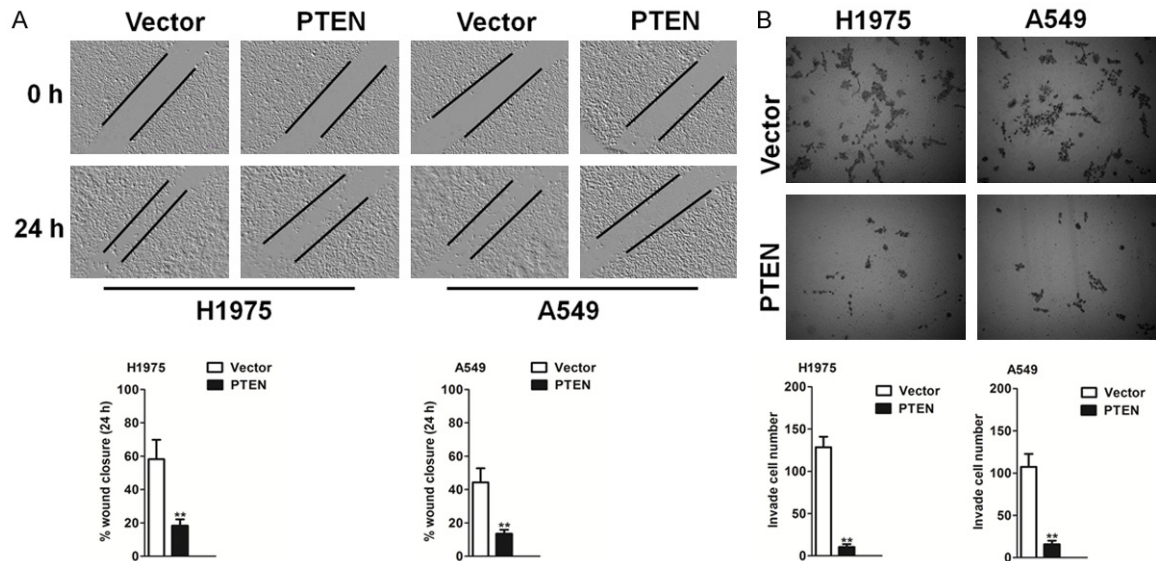 A
Vector PTEN Vector PTEN
0 h
24 h
H1975 A549
H1975
Vector
PTEN
% wound closure (24 h)
100
80
60
40
20
0
**
A549
Vector
PTEN
% wound closure (24 h)
100
80
60
40
20
0
**
B
H1975 A549
Vector
PTEN
H1975
Vector
PTEN
Invade cell number
200
150
100
50
0
**
A549
Vector
PTEN
Invade cell number
200
150
100
50
0
**